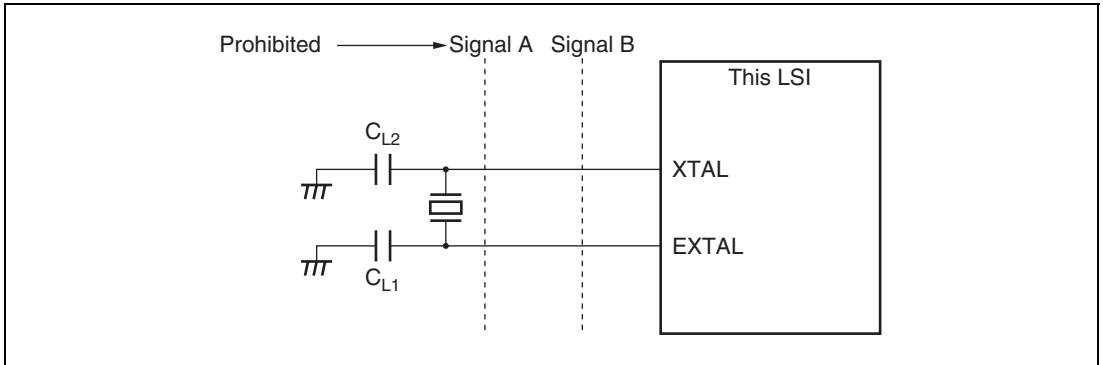 Prohibited Signal A Signal B
This LSI
CL2
XTAL
EXTAL
CL1